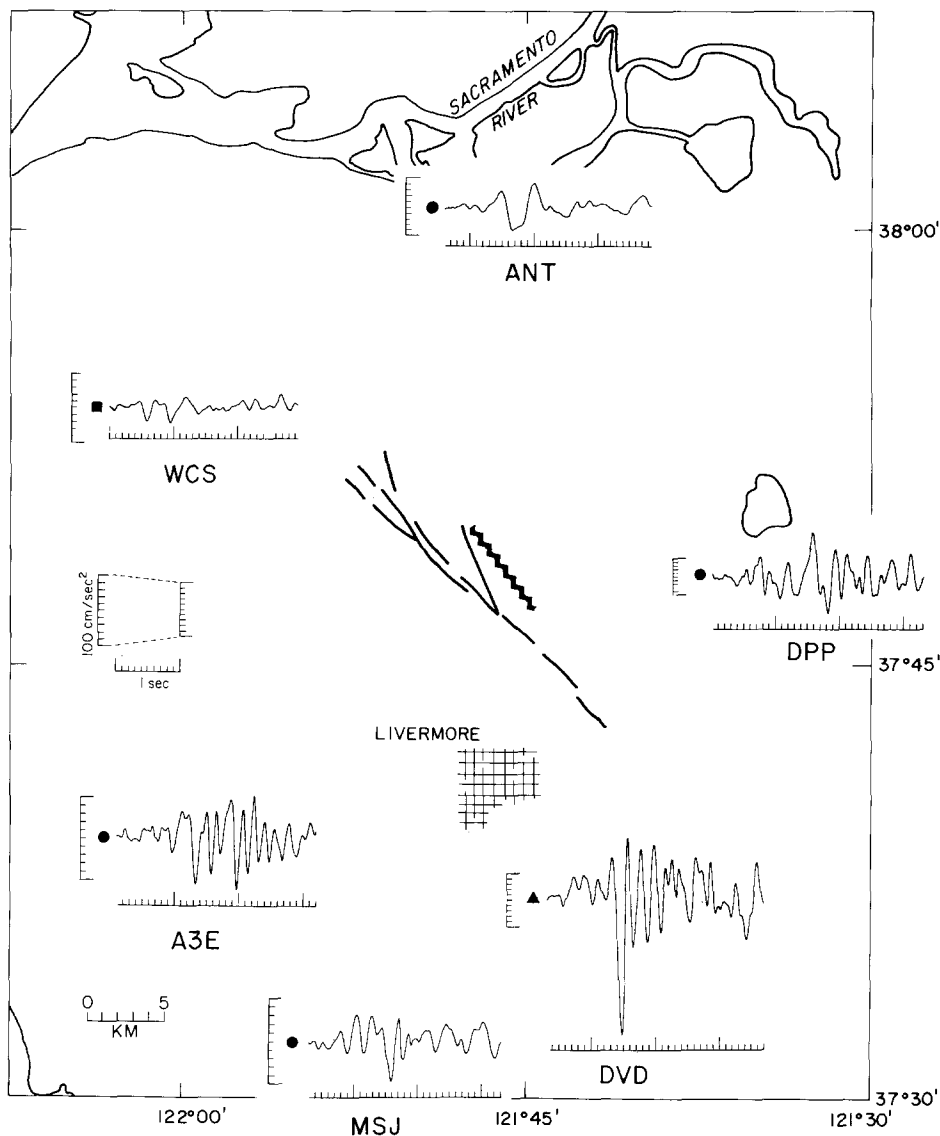 SACRAMENTO
RIVER
38°00'
ANT
WCS
100 cm/sec²
1 sec
DPP
37°45'
LIVERMORE
A3E
0 5
KM
DVD
MSJ
37°30'
122°00'
121°45'
121°30'